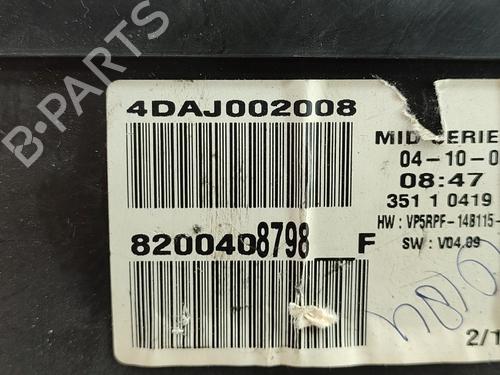 B-PARTS
4DAJ002008
MID SERIE
04-10-0
08:47
351 1 0419
HW : VP5RPF-14B115-
8200408798__F
SW : V04.09
2/1